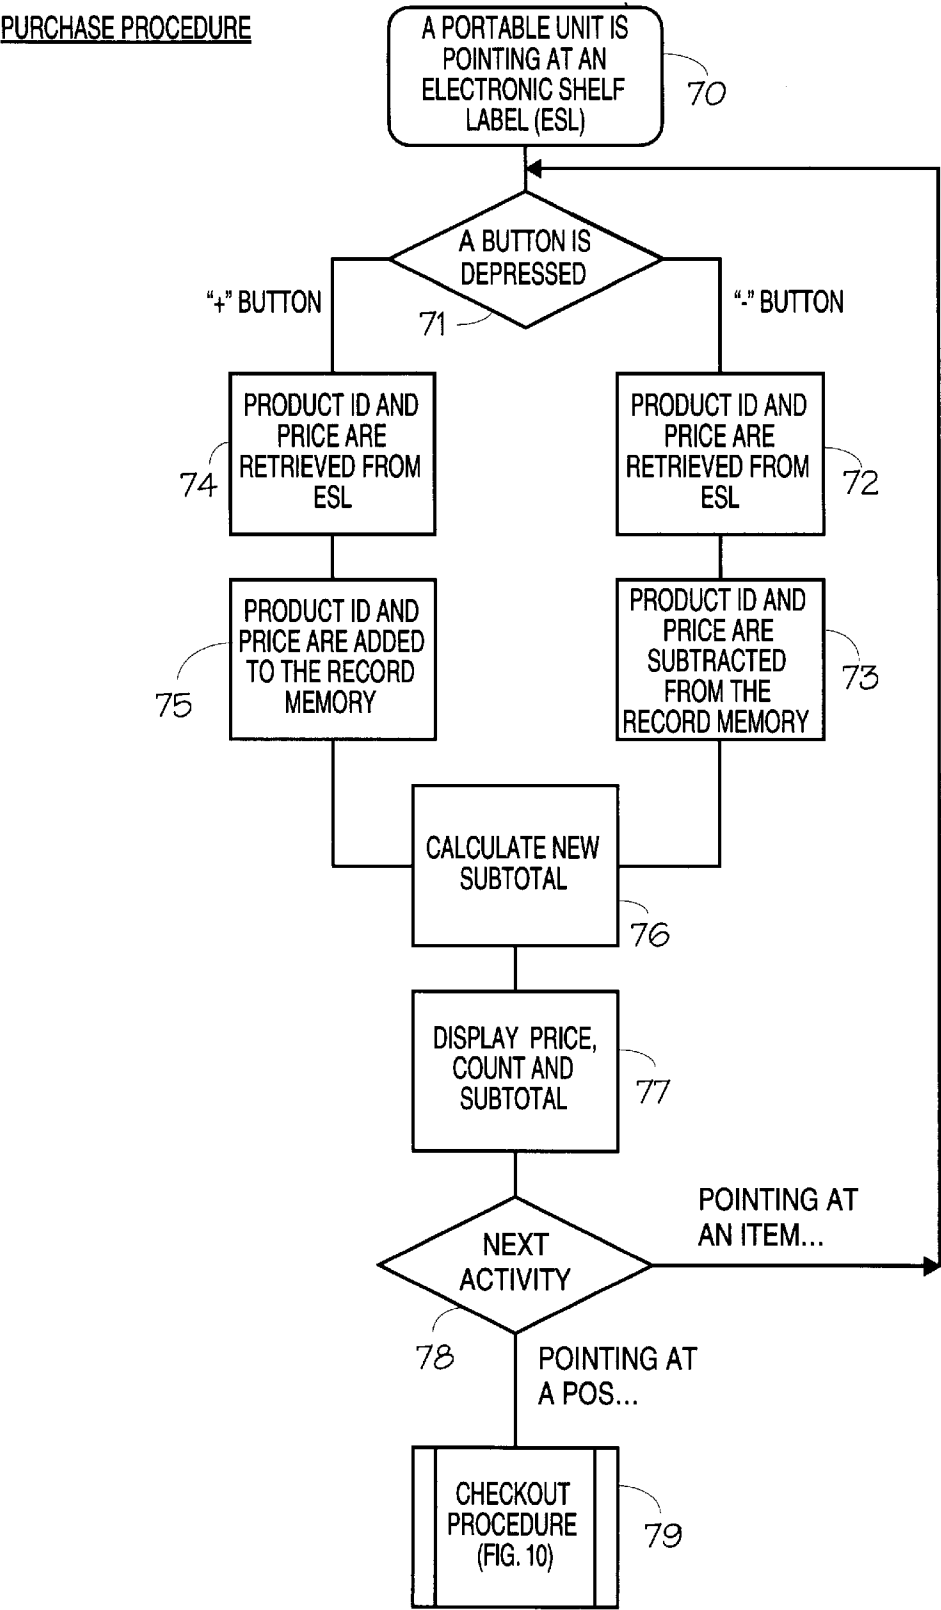 PURCHASE PROCEDURE
A PORTABLE UNIT IS
POINTING AT AN
ELECTRONIC SHELF
LABEL (ESL)
70
A BUTTON IS
DEPRESSED
71
"+" BUTTON
"-" BUTTON
PRODUCT ID AND
PRICE ARE
RETRIEVED FROM
ESL
74
PRODUCT ID AND
PRICE ARE
RETRIEVED FROM
ESL
72
PRODUCT ID AND
PRICE ARE ADDED
TO THE RECORD
MEMORY
75
PRODUCT ID AND
PRICE ARE
SUBTRACTED
FROM THE
RECORD MEMORY
73
CALCULATE NEW
SUBTOTAL
76
DISPLAY PRICE,
COUNT AND
SUBTOTAL
77
NEXT
ACTIVITY
78
POINTING AT
AN ITEM...
POINTING AT
A POS...
CHECKOUT
PROCEDURE
(FIG. 10)
79